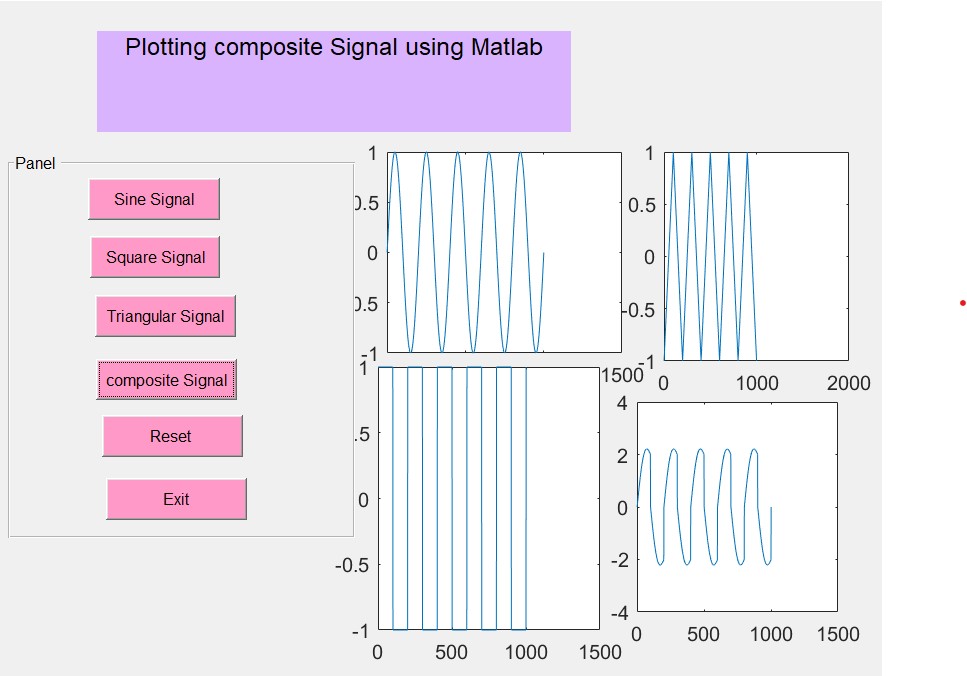 Plotting composite Signal using Matlab
Panel
Sine Signal
Square Signal
Triangular Signal
composite Signal
Reset
Exit
1
0.5
0
0.5
-1
1500
1
0.5
0
-0.5
-1
0 1000 2000
1
.5
0
-0.5
-1
0 500 1000 1500
4
2
0
-2
-4
0 500 1000 1500